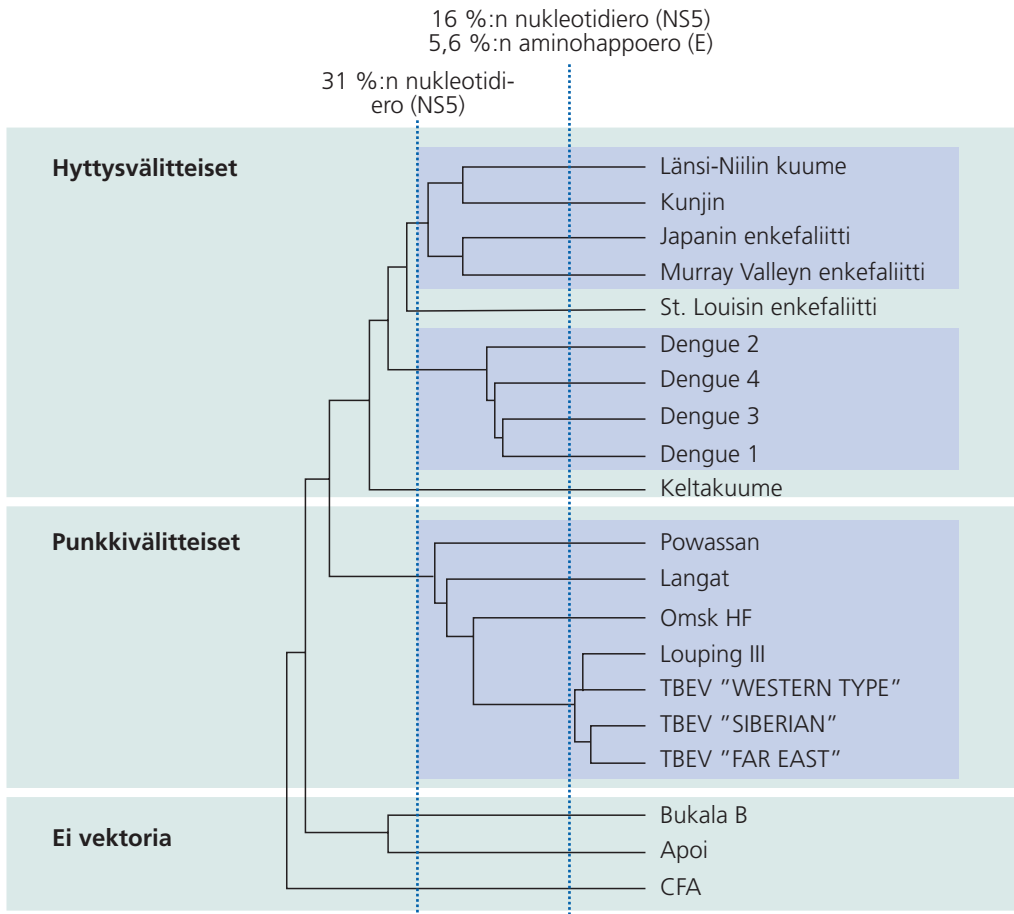 16 %:n nukleotidiero (NS5)
5,6 %:n aminohappoero (E)
31 %:n nukleotidi-
ero (NS5)
Hyttysvälitteiset
Länsi-Niilin kuume
Kunjin
Japanin enkefaliitti
Murray Valleyn enkefaliitti
St. Louisin enkefaliitti
Dengue 2
Dengue 4
Dengue 3
Dengue 1
Keltakuume
Punkkivälitteiset
Powassan
Langat
Omsk HF
Louping III
TBEV ”WESTERN TYPE”
TBEV ”SIBERIAN”
TBEV ”FAR EAST”
Ei vektoria
Bukala B
Apoi
CFA